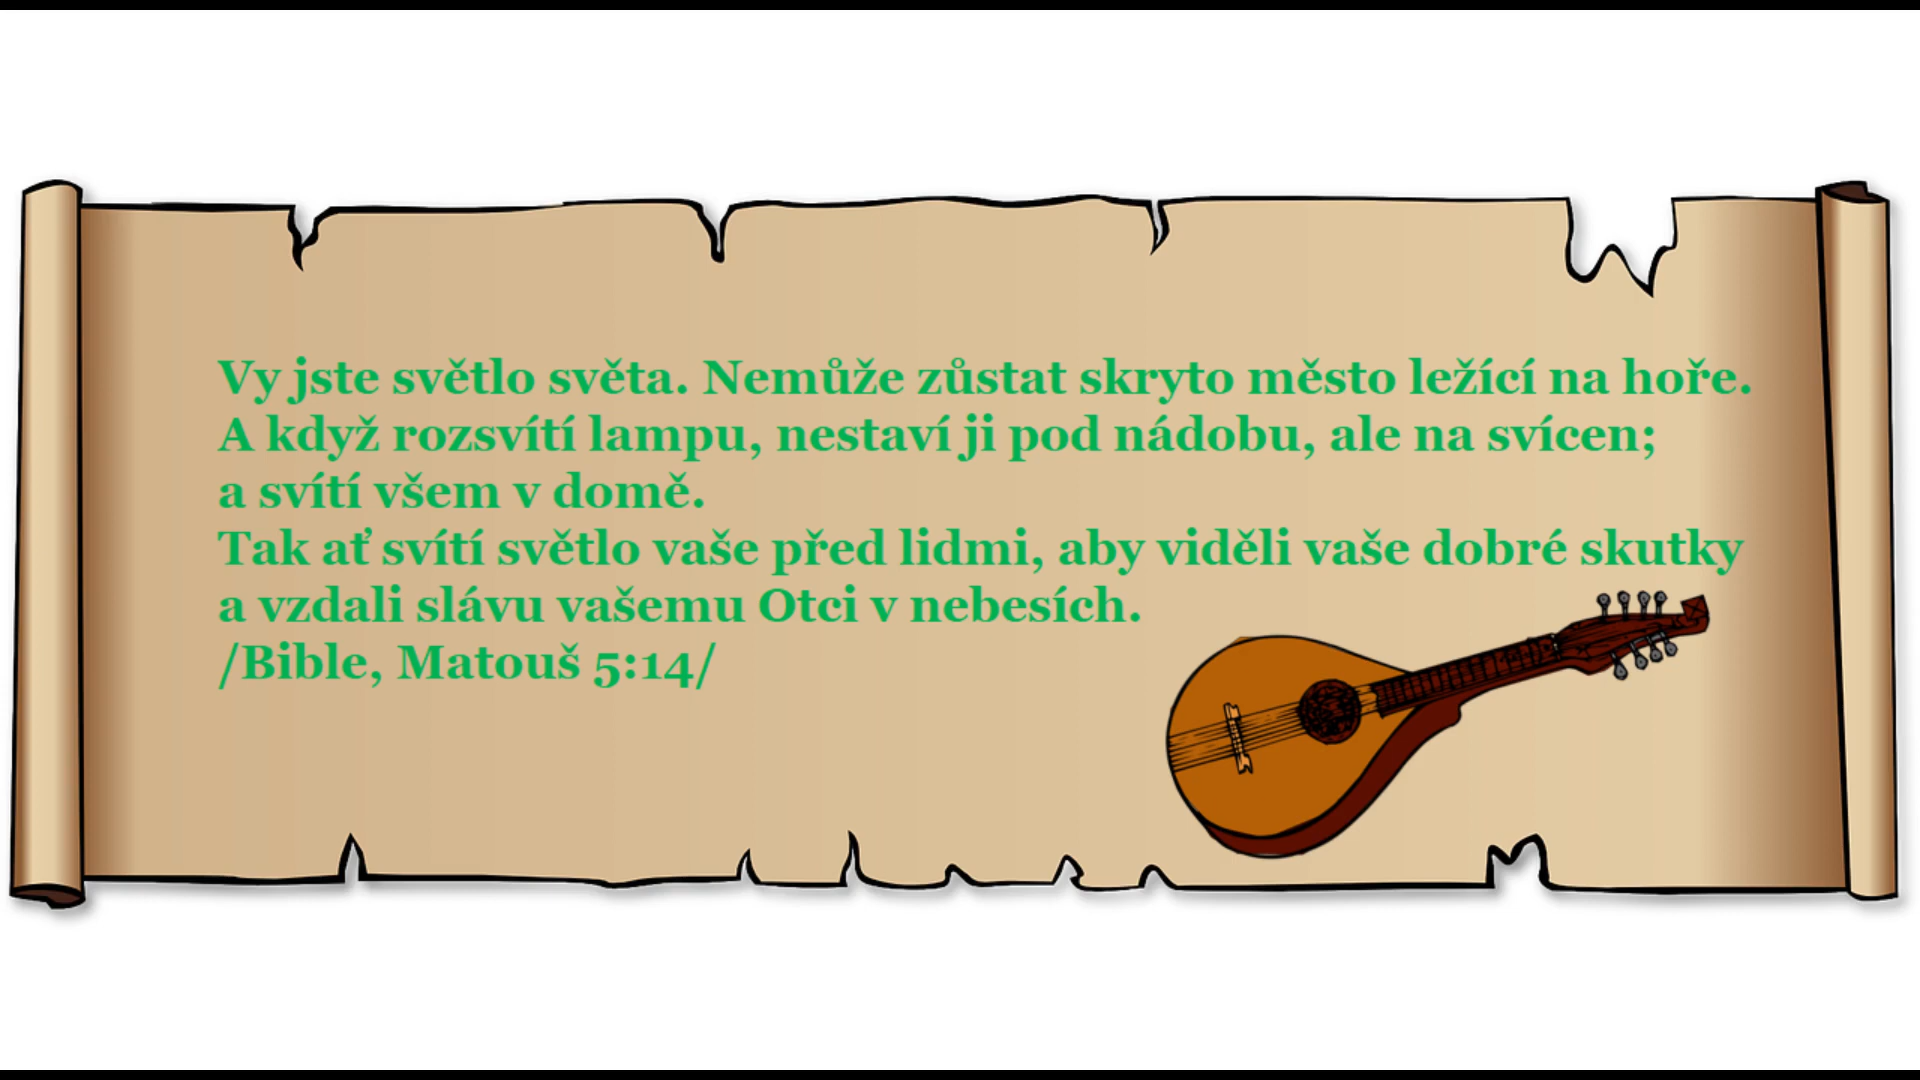 Vy jste světlo světa. Nemůže zůstat skryto město ležící na hoře.
A když rozsvítí lampu, nestaví ji pod nádobu, ale na svícen;
a svítí všem v domě.
Tak ať svítí světlo vaše před lidmi, aby viděli vaše dobré skutky
a vzdali slávu vašemu Otci v nebesích.
/Bible, Matouš 5:14/